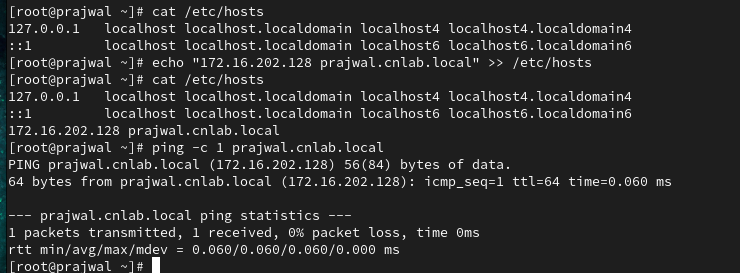 [root@prajwal ~]# cat /etc/hosts
127.0.0.1   localhost localhost.localdomain localhost4 localhost4.localdomain4
::1         localhost localhost.localdomain localhost6 localhost6.localdomain6
[root@prajwal ~]# echo "172.16.202.128 prajwal.cnlab.local" >> /etc/hosts
[root@prajwal ~]# cat /etc/hosts
127.0.0.1   localhost localhost.localdomain localhost4 localhost4.localdomain4
::1         localhost localhost.localdomain localhost6 localhost6.localdomain6
172.16.202.128 prajwal.cnlab.local
[root@prajwal ~]# ping -c 1 prajwal.cnlab.local
PING prajwal.cnlab.local (172.16.202.128) 56(84) bytes of data.
64 bytes from prajwal.cnlab.local (172.16.202.128): icmp_seq=1 ttl=64 time=0.060 ms

--- prajwal.cnlab.local ping statistics ---
1 packets transmitted, 1 received, 0% packet loss, time 0ms
rtt min/avg/max/mdev = 0.060/0.060/0.060/0.000 ms
[root@prajwal ~]#